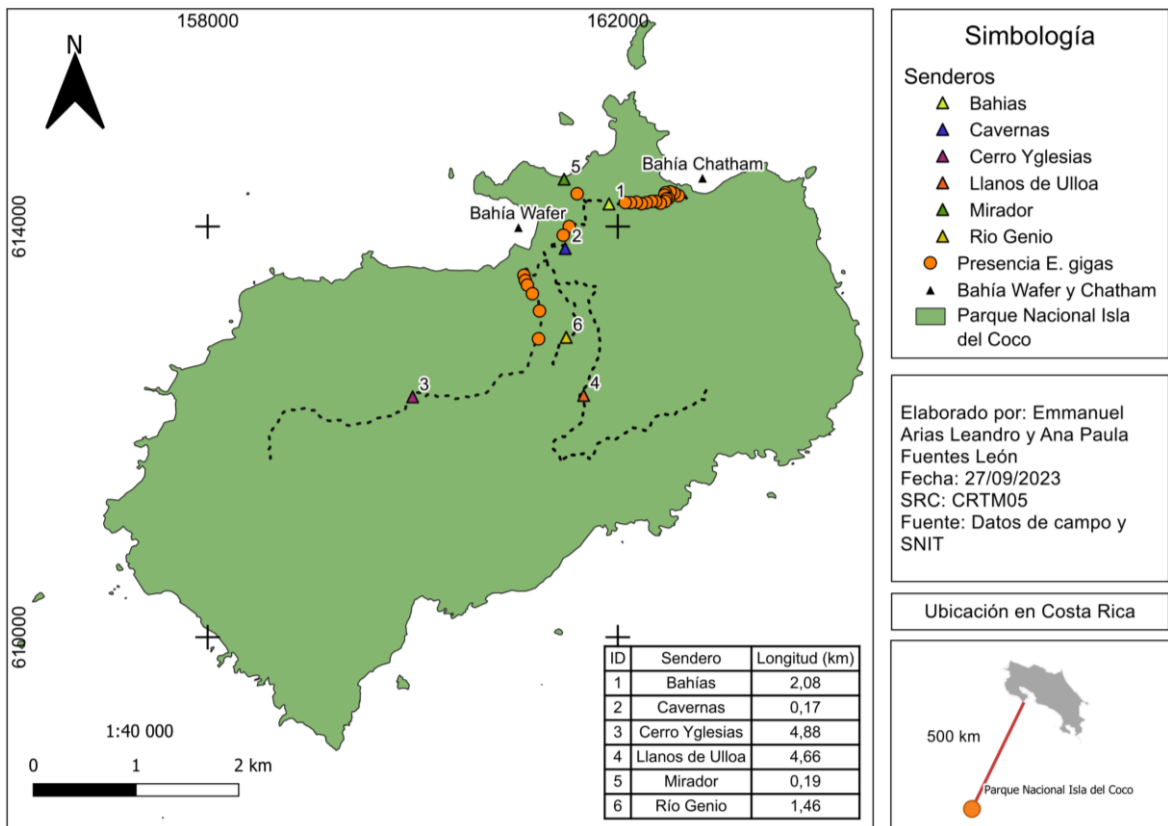 158000
162000
N
614000
610000
5
Bahía Chatham
1
Bahía Wafer
2
6
3
4
1:40 000
0 1 2 km
ID Sendero Longitud (km)
1 Bahías 2,08
2 Cavernas 0,17
3 Cerro Yglesias 4,88
4 Llanos de Ulloa 4,66
5 Mirador 0,19
6 Río Genio 1,46
Simbología
Senderos
Bahias
Cavernas
Cerro Yglesias
Llanos de Ulloa
Mirador
Rio Genio
Presencia E. gigas
Bahía Wafer y Chatham
Parque Nacional Isla
del Coco
Elaborado por: Emmanuel
Arias Leandro y Ana Paula
Fuentes León
Fecha: 27/09/2023
SRC: CRTM05
Fuente: Datos de campo y
SNIT
Ubicación en Costa Rica
500 km
Parque Nacional Isla del Coco